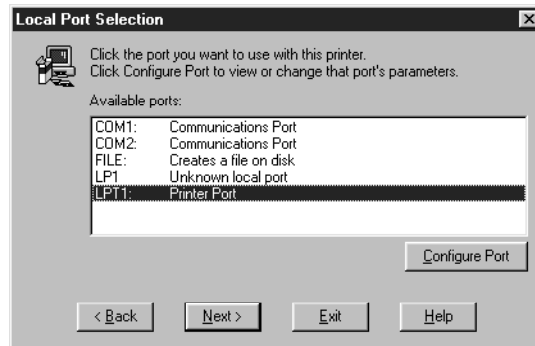 Local Port Selection
Click the port you want to use with this printer.
Click Configure Port to view or change that port's parameters.
Available ports:
COM1: Communications Port
COM2: Communications Port
FILE: Creates a file on disk
LP1 Unknown local port
LPT1: Printer Port
Configure Port
< Back Next > Exit Help